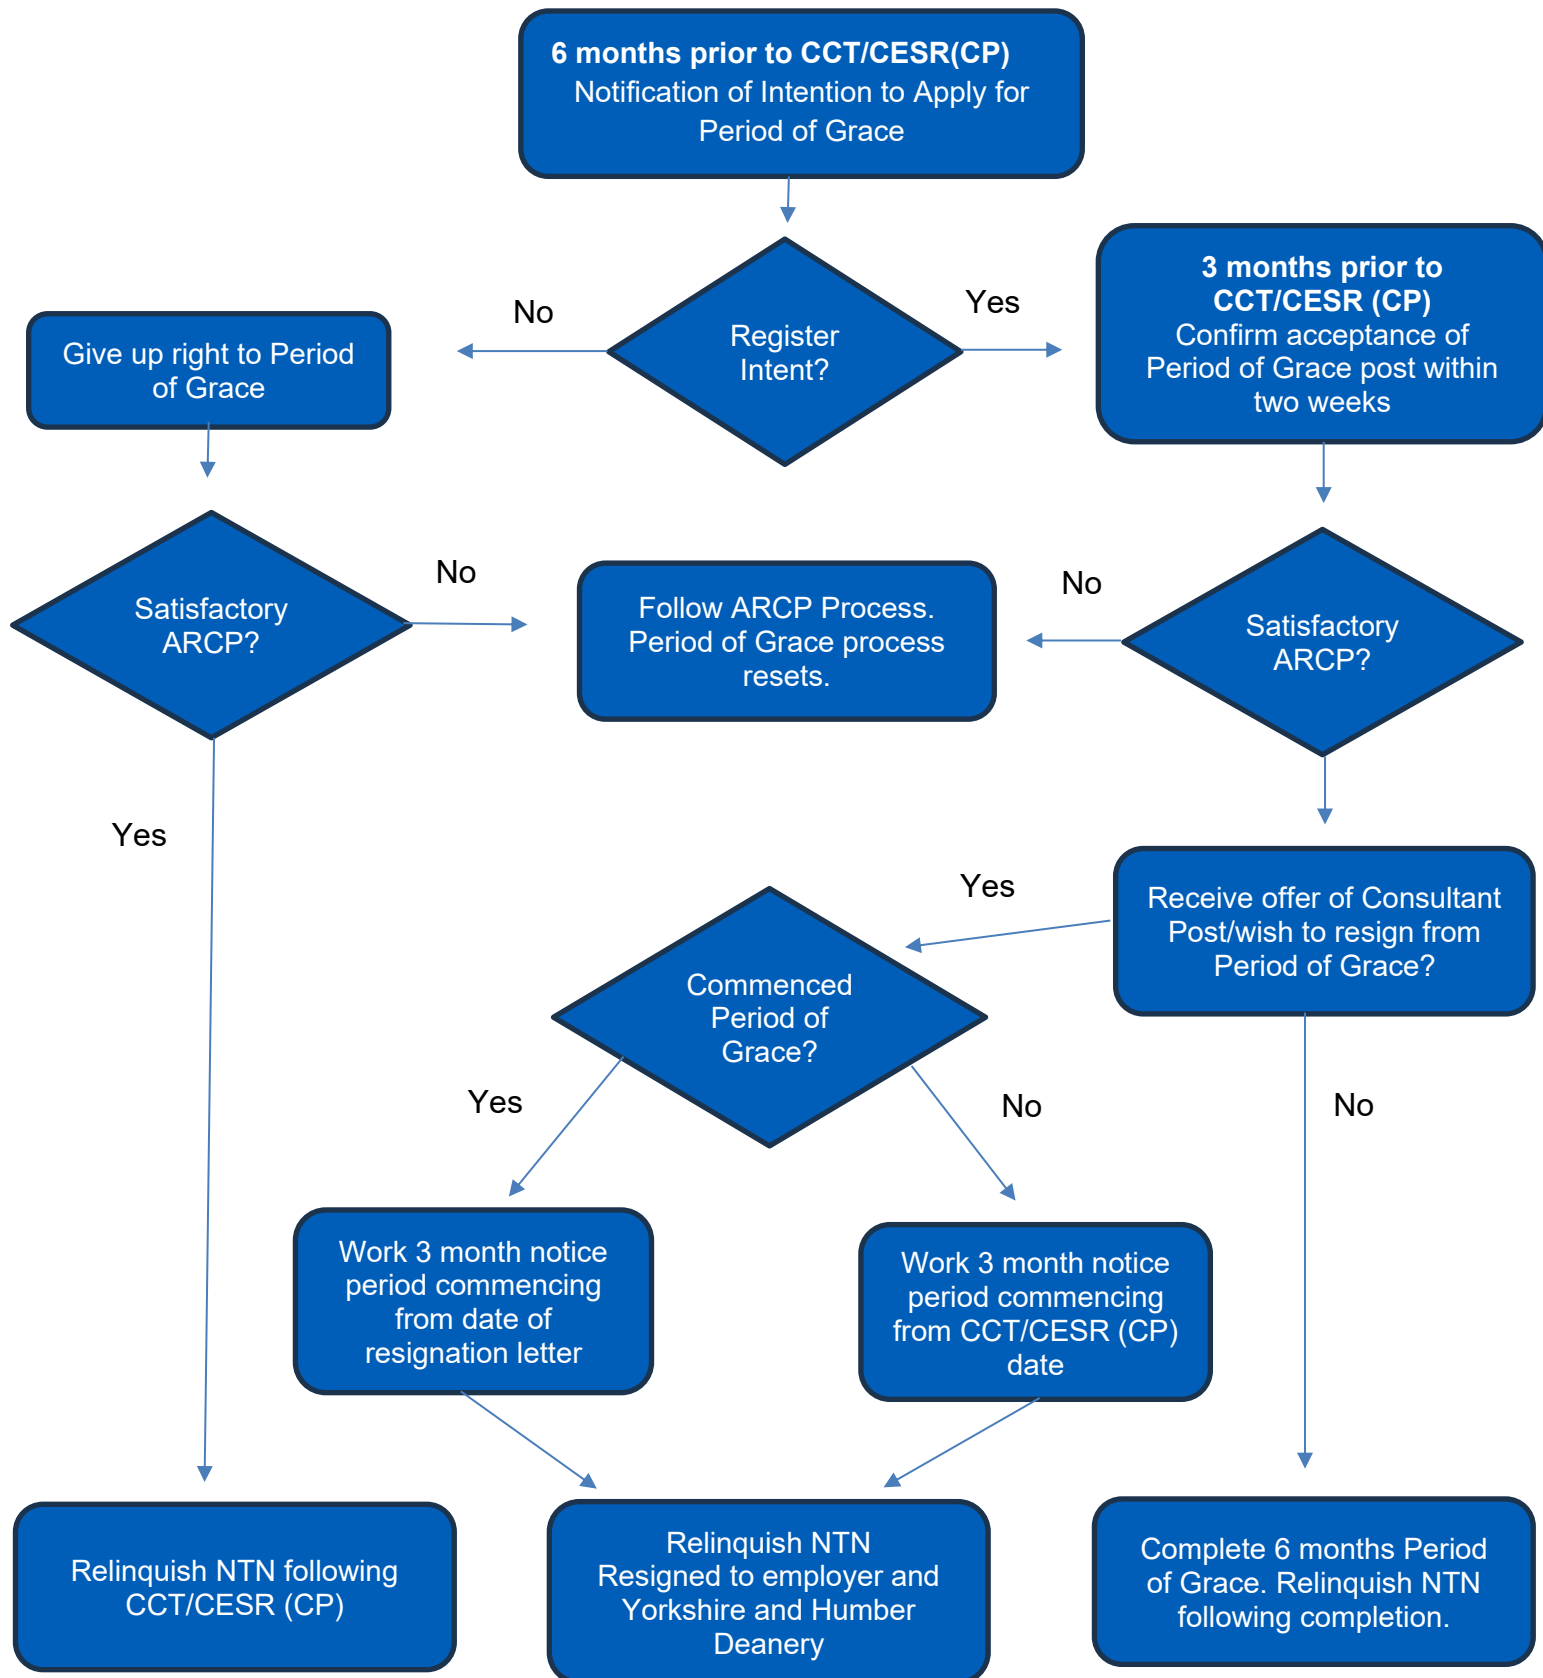 6 months prior to CCT/CESR(CP)
Notification of Intention to Apply for
Period of Grace
No
Register
Intent?
Yes
3 months prior to
CCT/CESR (CP)
Confirm acceptance of
Period of Grace post within
two weeks
Give up right to Period
of Grace
Satisfactory
ARCP?
No
Follow ARCP Process.
Period of Grace process
resets.
No
Satisfactory
ARCP?
Yes
Yes
Receive offer of Consultant
Post/wish to resign from
Period of Grace?
Commenced
Period of
Grace?
Yes
No
No
Work 3 month notice
period commencing
from date of
resignation letter
Work 3 month notice
period commencing
from CCT/CESR (CP)
date
Relinquish NTN following
CCT/CESR (CP)
Relinquish NTN
Resigned to employer and
Yorkshire and Humber
Deanery
Complete 6 months Period
of Grace. Relinquish NTN
following completion.